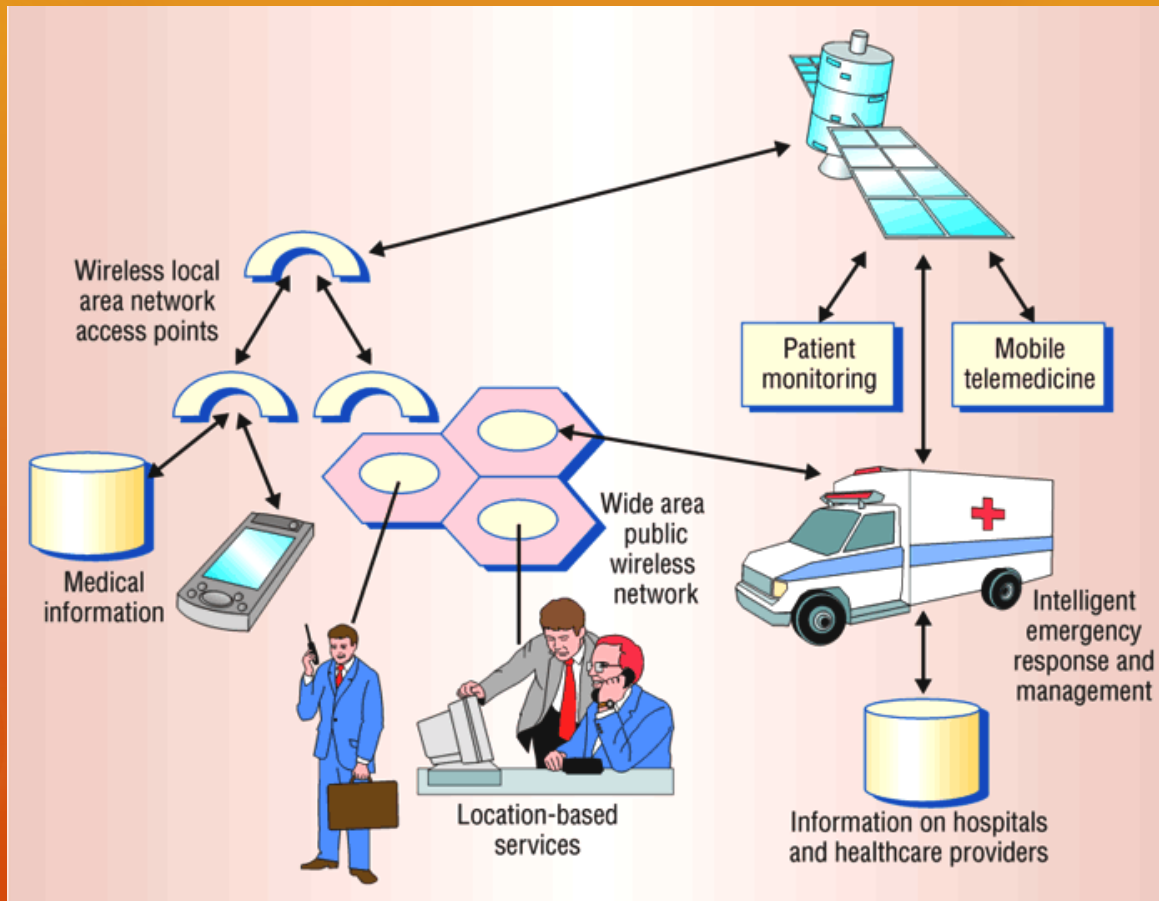 Wireless local
area network
access points
Patient
monitoring
Mobile
telemedicine
Medical
information
Wide area
public
wireless
network
Intelligent
emergency
response and
management
Location-based
services
Information on hospitals
and healthcare providers